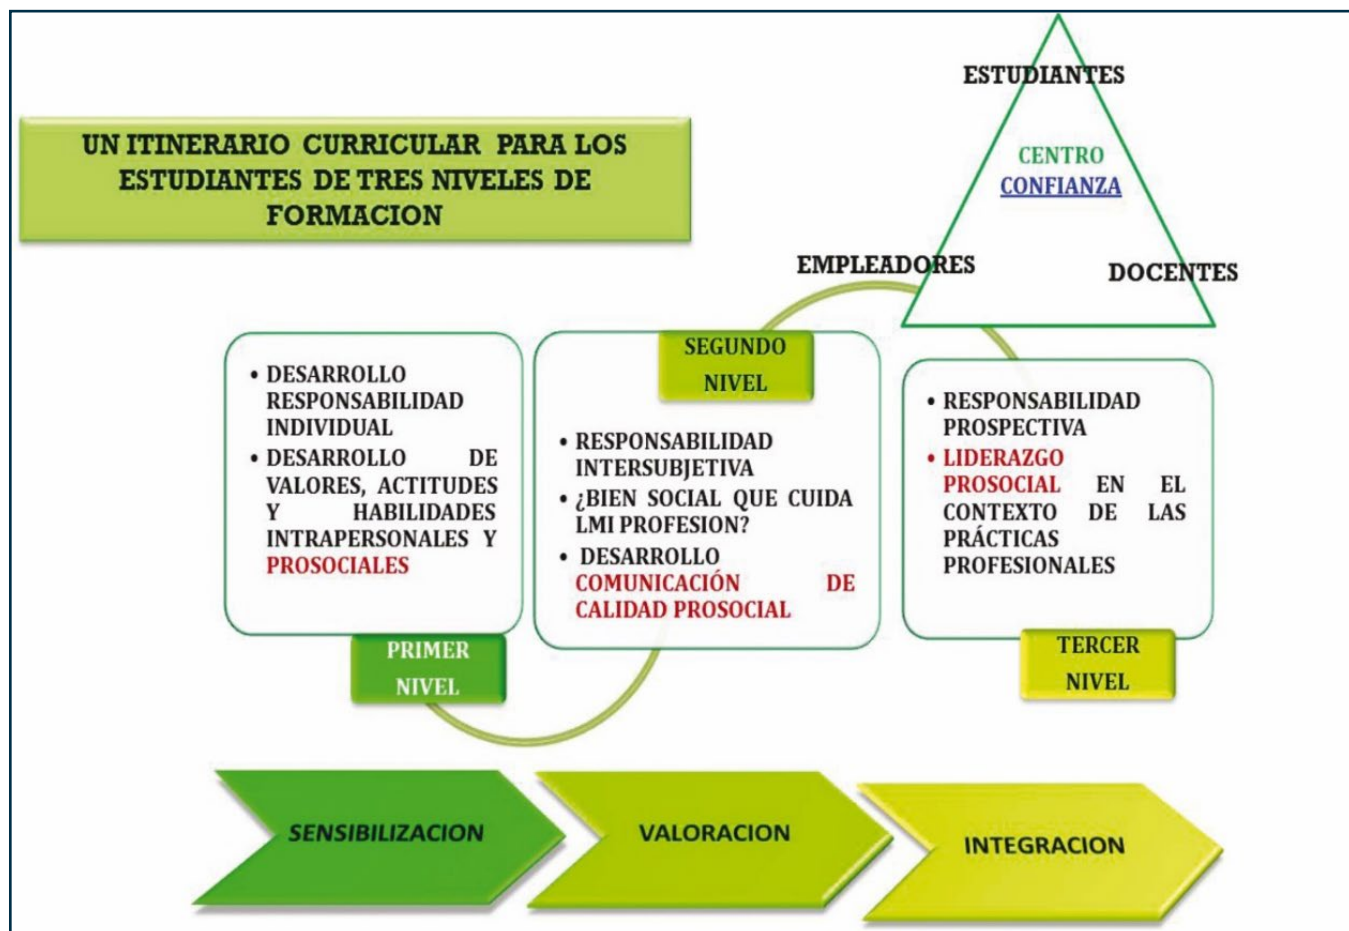 UN ITINERARIO CURRICULAR PARA LOS
ESTUDIANTES DE TRES NIVELES DE
FORMACION
ESTUDIANTES
CENTRO
CONFIANZA
EMPLEADORES
DOCENTES
• DESARROLLO
RESPONSABILIDAD
INDIVIDUAL
• DESARROLLO DE
VALORES, ACTITUDES
Y HABILIDADES
INTRAPERSONALES Y
PROSOCIALES
PRIMER
NIVEL
SEGUNDO
NIVEL
• RESPONSABILIDAD
INTERSUBJETIVA
• ¿BIEN SOCIAL QUE CUIDA
LMI PROFESION?
• DESARROLLO
COMUNICACIÓN DE
CALIDAD PROSOCIAL
• RESPONSABILIDAD
PROSPECTIVA
• LIDERAZGO
PROSOCIAL EN EL
CONTEXTO DE LAS
PRÁCTICAS
PROFESIONALES
TERCER
NIVEL
SENSIBILIZACION
VALORACION
INTEGRACION